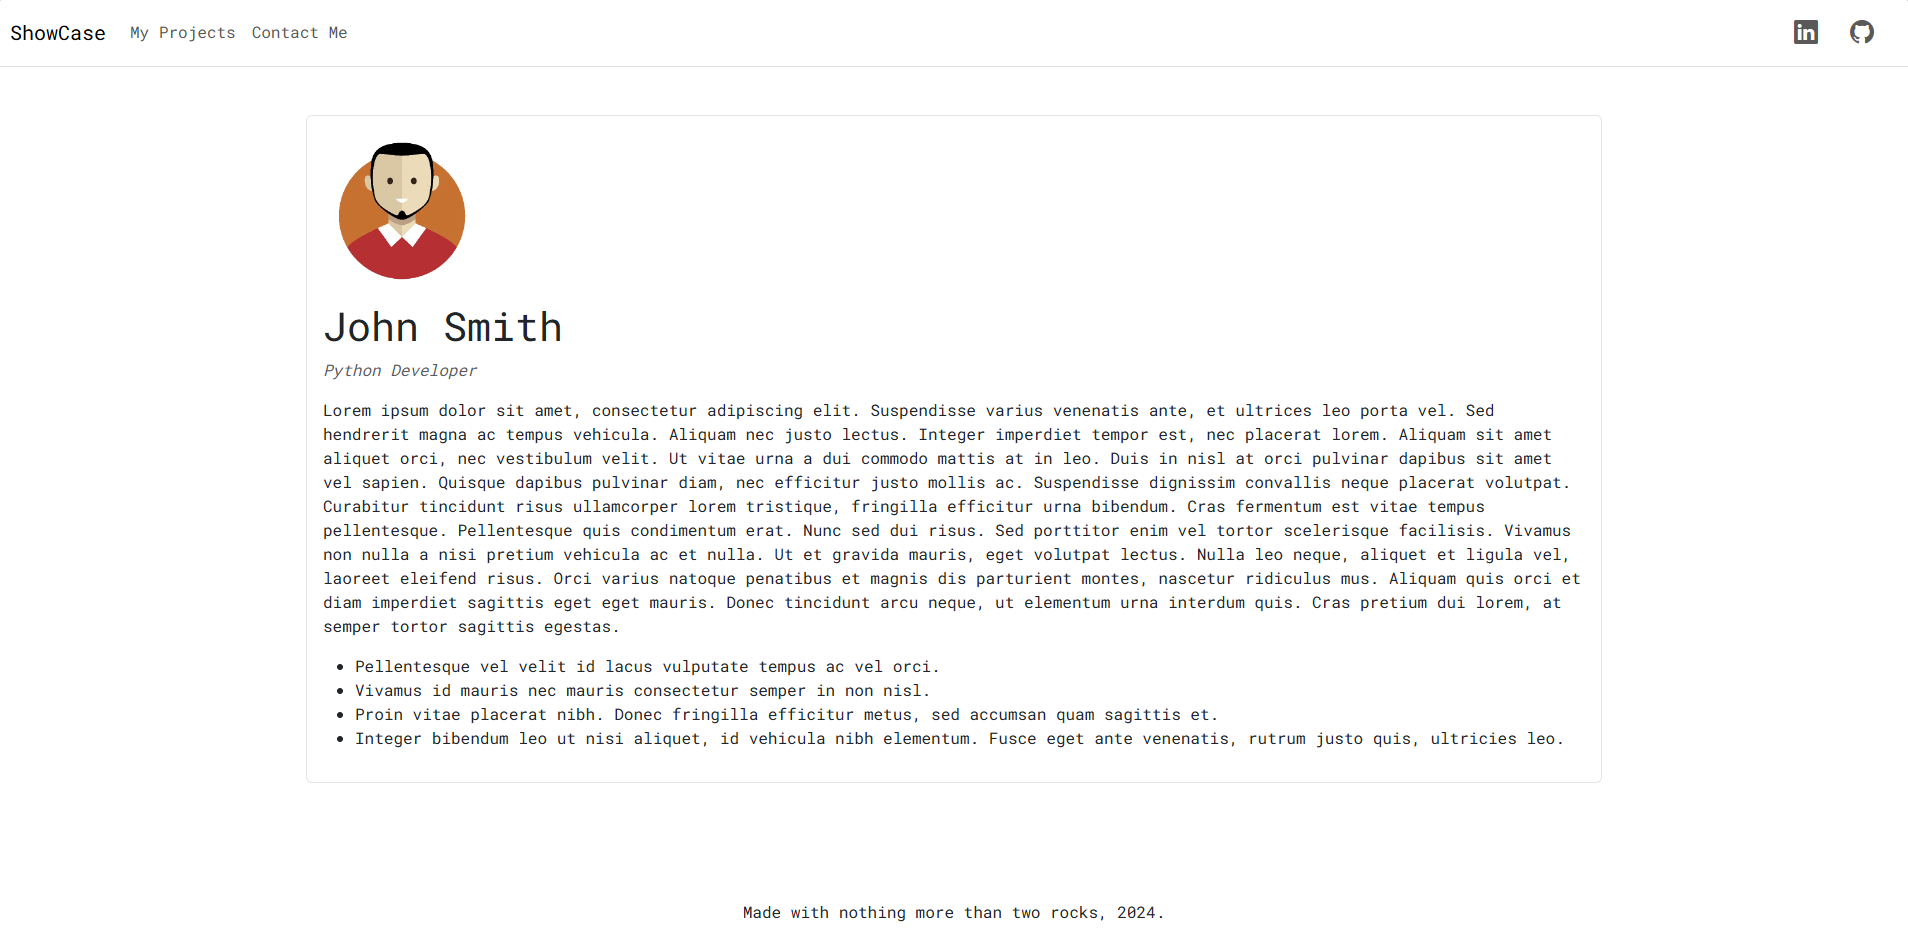 ShowCase My Projects Contact Me
John Smith
Python Developer
Lorem ipsum dolor sit amet, consectetur adipiscing elit. Suspendisse varius venenatis ante, et ultrices leo porta vel. Sed
hendrerit magna ac tempus vehicula. Aliquam nec justo lectus. Integer imperdiet tempor est, nec placerat lorem. Aliquam sit amet
aliquet orci, nec vestibulum velit. Ut vitae urna a dui commodo mattis at in leo. Duis in nisl at orci pulvinar dapibus sit amet
vel sapien. Quisque dapibus pulvinar diam, nec efficitur justo mollis ac. Suspendisse dignissim convallis neque placerat volutpat.
Curabitur tincidunt risus ullamcorper lorem tristique, fringilla efficitur urna bibendum. Cras fermentum est vitae tempus
pellentesque. Pellentesque quis condimentum erat. Nunc sed dui risus. Sed porttitor enim vel tortor scelerisque facilisis. Vivamus
non nulla a nisi pretium vehicula ac et nulla. Ut et gravida mauris, eget volutpat lectus. Nulla leo neque, aliquet et ligula vel,
laoreet eleifend risus. Orci varius natoque penatibus et magnis dis parturient montes, nascetur ridiculus mus. Aliquam quis orci et
diam imperdiet sagittis eget eget mauris. Donec tincidunt arcu neque, ut elementum urna interdum quis. Cras pretium dui lorem, at
semper tortor sagittis egestas.
• Pellentesque vel velit id lacus vulputate tempus ac vel orci.
• Vivamus id mauris nec mauris consectetur semper in non nisl.
• Proin vitae placerat nibh. Donec fringilla efficitur metus, sed accumsan quam sagittis et.
• Integer bibendum leo ut nisi aliquet, id vehicula nibh elementum. Fusce eget ante venenatis, rutrum justo quis, ultricies leo.
Made with nothing more than two rocks, 2024.